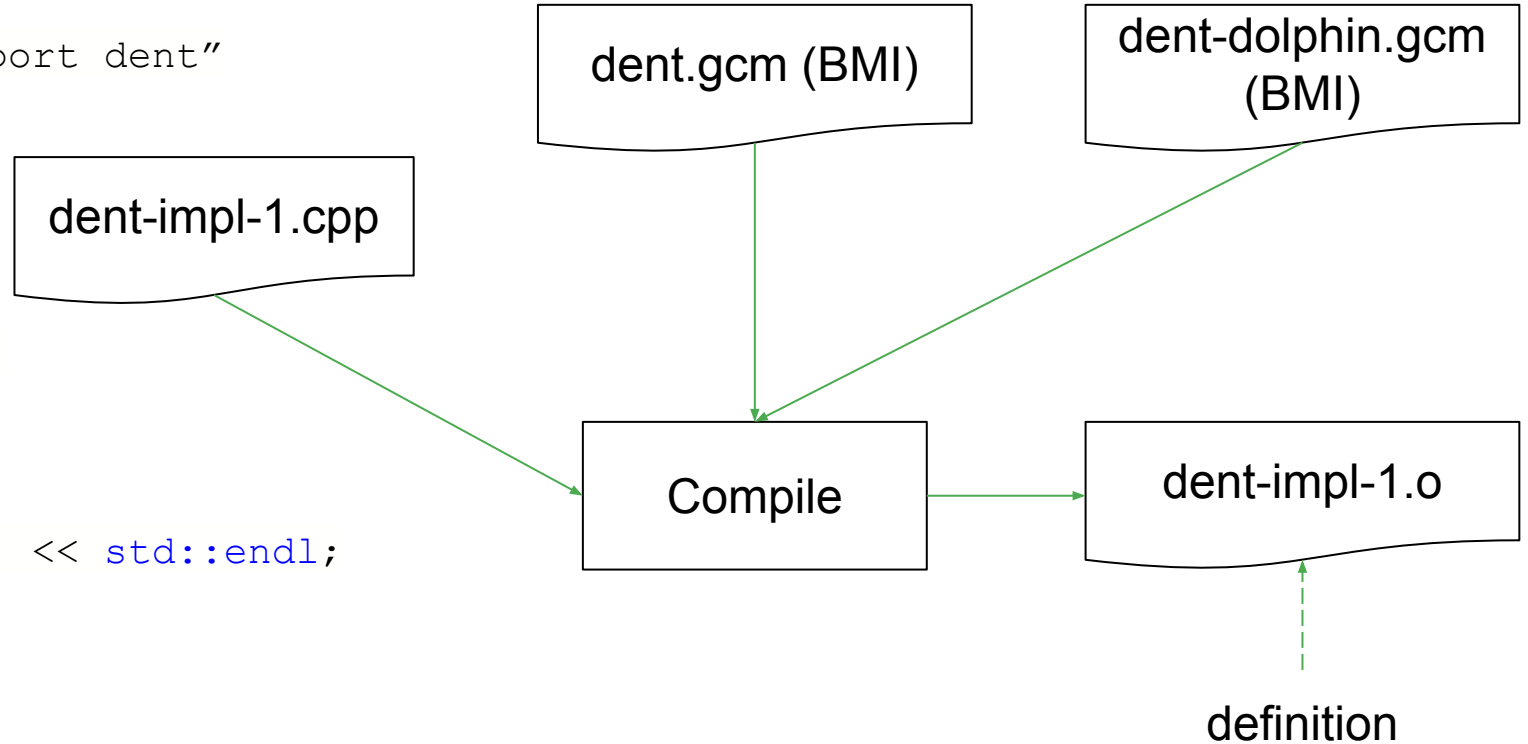 port dent”
dent.gcm (BMI)
dent-dolphin.gcm
(BMI)
dent-impl-1.cpp
Compile
dent-impl-1.o
<< std::endl;
definition